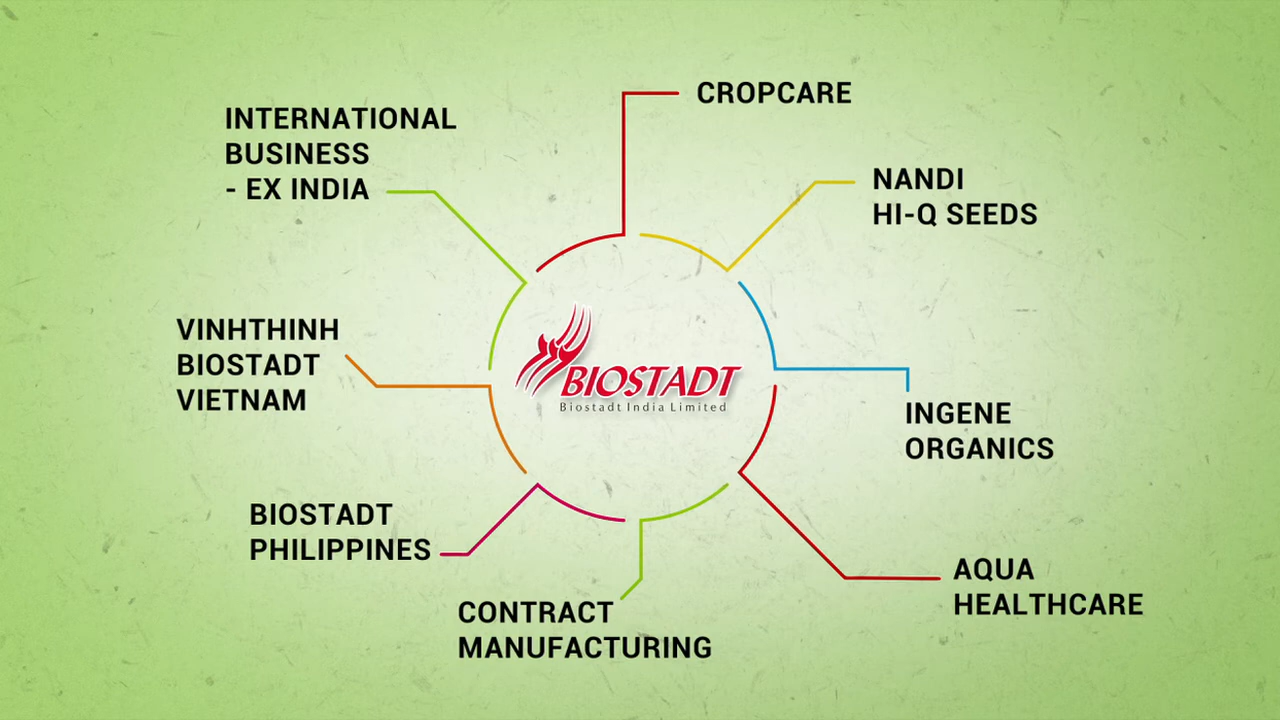 CROPCARE
INTERNATIONAL
BUSINESS
- EX INDIA
NANDI
HI-Q SEEDS
VINHTHINH
BIOSTADT
VIETNAM
BIOSTADT
Biostadt India Limited
INGENE
ORGANICS
BIOSTADT
PHILIPPINES
AQUA
HEALTHCARE
CONTRACT
MANUFACTURING